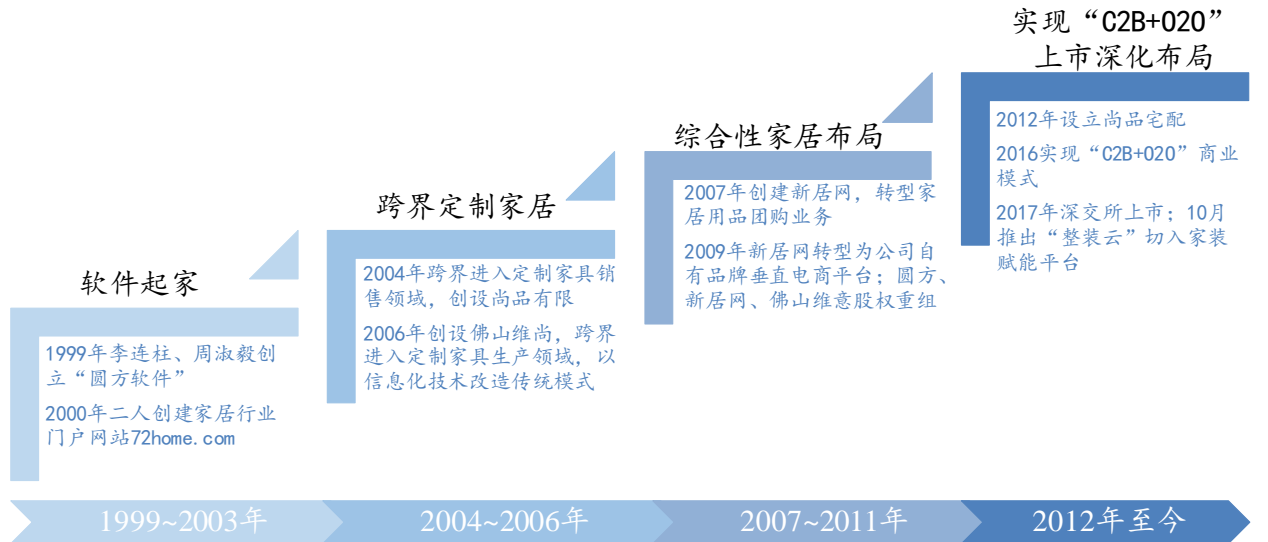 软件起家
1999年李连柱、周淑毅创
立“圆方软件”
2000年二人创建家居行业
门户网站72home.com
跨界定制家居
2004年跨界进入定制家具销
售领域，创设尚品有限
2006年创设佛山维尚，跨界
进入定制家具生产领域，以
信息化技术改造传统模式
综合性家居布局
2007年创建新居网，转型家
居用品团购业务
2009年新居网转型为公司自
有品牌垂直电商平台；圆方、
新居网、佛山维意股权重组
实现“C2B+O2O”
上市深化布局
2012年设立尚品宅配
2016实现“C2B+O2O”商业
模式
2017年深交所上市；10月
推出“整装云”切入家装
赋能平台
1999~2003年
2004~2006年
2007~2011年
2012年至今